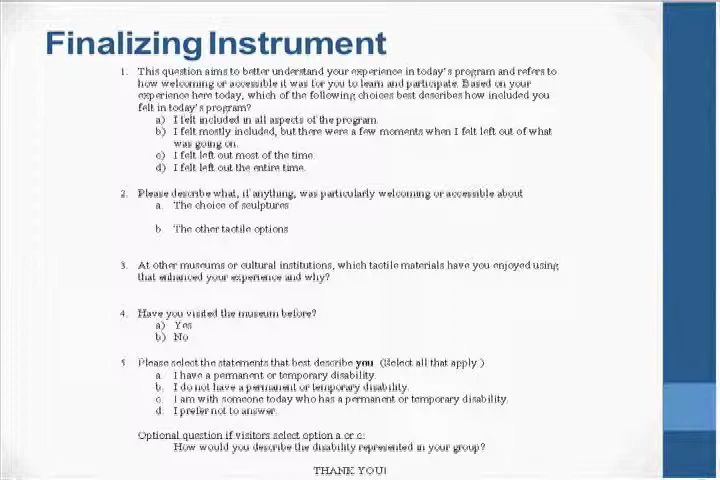 Finalizing Instrument
1. This question aims to better understand your experience in today's program and refers to
how welcoming or accessible it was for you to learn and participate. Based on your
experience here today, which of the following choices best describes how included you
felt in today's program?
a) I felt included in all aspects of the program.
b) I felt mostly included, but there were a few moments when I felt left out of what
was going on.
c) I felt left out most of the time.
d) I felt left out the entire time.
2. Please describe what, if anything, was particularly welcoming or accessible about
a. The choice of sculptures
b. The other tactile options
3. At other museums or cultural institutions, which tactile materials have you enjoyed using
that enhanced your experience and why?
4. Have you visited the museum before?
a) Yes
b) No
5. Please select the statements that best describe you. (Select all that apply.)
a. I have a permanent or temporary disability.
b. I do not have a permanent or temporary disability.
c. I am with someone today who has a permanent or temporary disability.
d. I prefer not to answer.
Optional question if visitors select option a or c:
How would you describe the disability represented in your group?
THANK YOU!